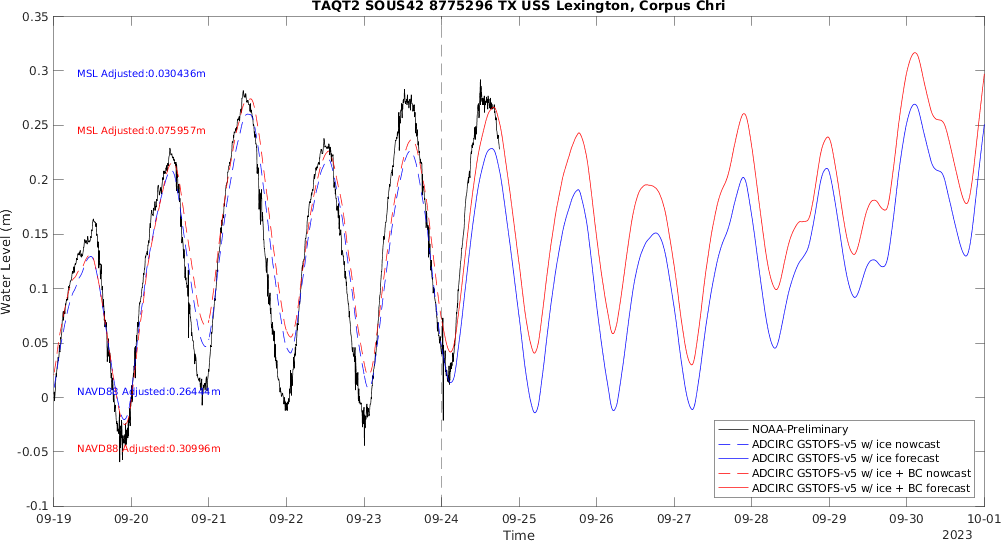 TAQT2 SOUS42 8775296 TX USS Lexington, Corpus Chri
0.35
0.3
0.25
0.2
0.15
0.1
0.05
0
-0.05
-0.1
Water Level (m)
MSL Adjusted:0.030436m
MSL Adjusted:0.075957m
NAVD88 Adjusted:0.26444m
NAVD88 Adjusted:0.30996m
NOAA-Preliminary
ADCIRC GSTOFS-v5 w/ ice nowcast
ADCIRC GSTOFS-v5 w/ ice forecast
ADCIRC GSTOFS-v5 w/ ice + BC nowcast
ADCIRC GSTOFS-v5 w/ ice + BC forecast
09-19 09-20 09-21 09-22 09-23 09-24 09-25 09-26 09-27 09-28 09-29 09-30 10-01
Time
2023